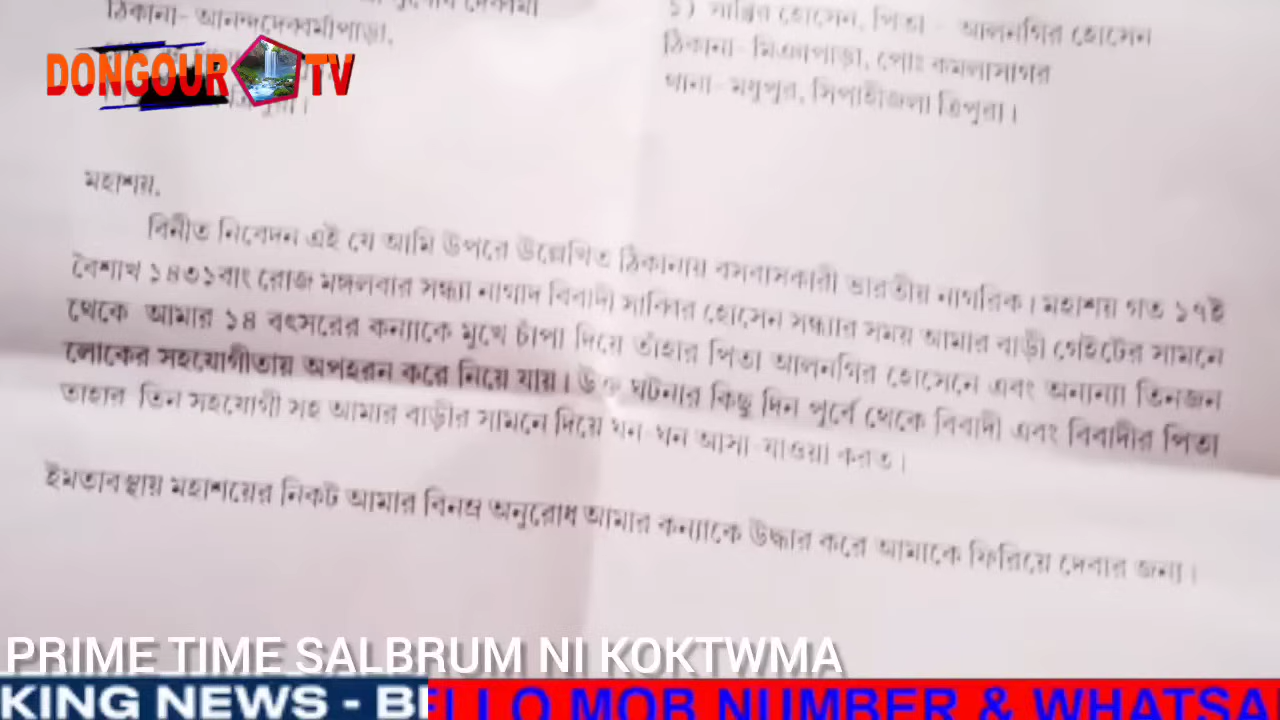 ঠিকানা- আনন্দদেববর্মাপাড়া,
১) সাব্বির হোসেন, পিতা - আলমগির হোসেন
ঠিকানা- মিঞাপাড়া, পোঃ কমলাসাগর
থানা- মধুপুর, সিপাহীজলা ত্রিপুরা।
ত্রিপুরা।
DONGOUR TV
মহাশয়,
বিনীত নিবেদন এই যে আমি উপরে উল্লেখিত ঠিকানায় বসবাসকারী ভারতীয় নাগরিক। মহাশয় গত ১৭ই
বৈশাখ ১৪৩১বাং রোজ মঙ্গলবার সন্ধ্যা নাগাদ বিবাদী সাব্বির হোসেন সন্ধ্যার সময় আমার বাড়ী গেইটের সামনে
থেকে আমার ১৪ বৎসরের কন্যাকে মুখে চাঁপা দিয়ে তাঁহার পিতা আলমগির হোসেনে এবং অন্যান্য তিনজন
লোকের সহযোগীতায় অপহরন করে নিয়ে যায়। উক্ত ঘটনার কিছু দিন পূর্বে থেকে বিবাদী এবং বিবাদীর পিতা
তাহার তিন সহযোগী সহ আমার বাড়ীর সামনে দিয়ে ঘন-ঘন আসা-যাওয়া করত।
ইমতাবস্থায় মহাশয়ের নিকট আমার বিনম্র অনুরোধ আমার কন্যাকে উদ্ধার করে আমাকে ফিরিয়ে দেবার জন্য।
PRIME TIME SALBRUM NI KOKTWMA
KING NEWS - BELLO MOB NUMBER & WHATSA